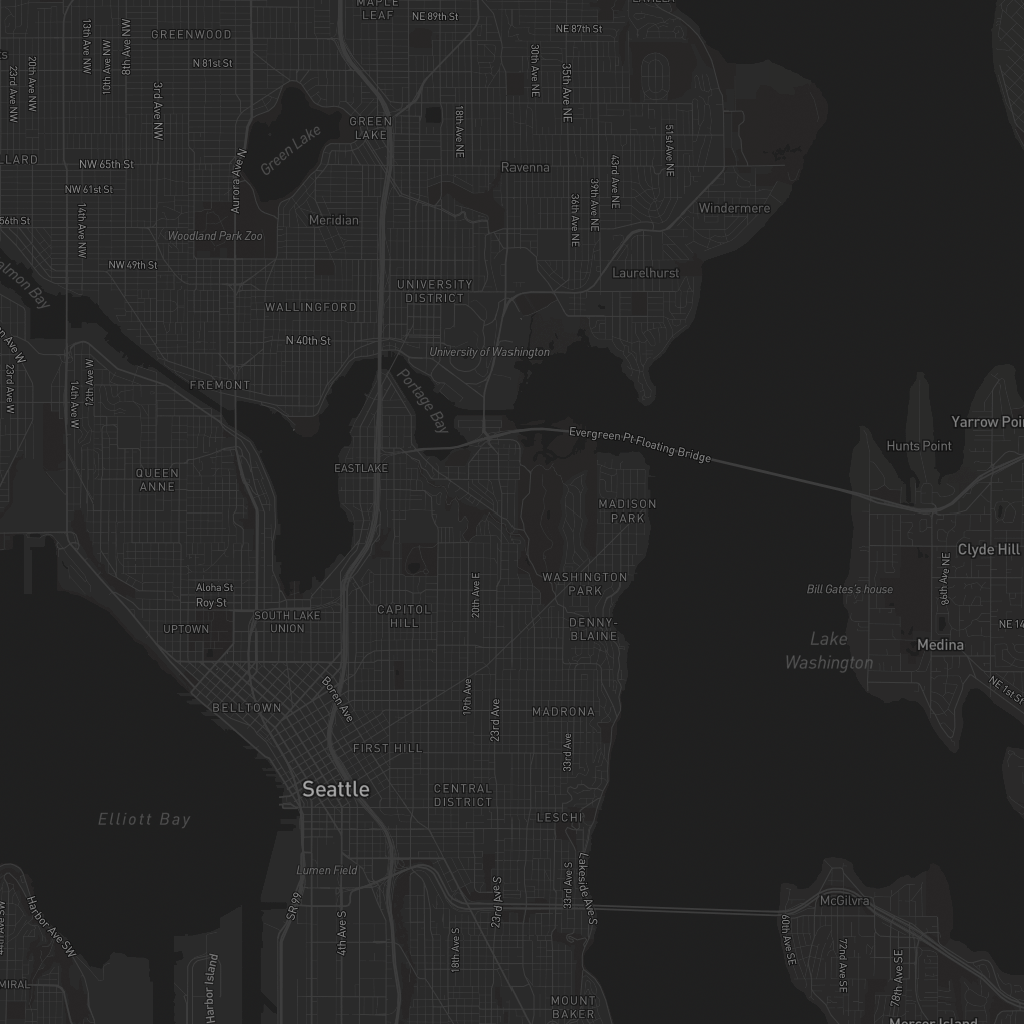 MAPLE
LEAF
NE 89th St
NE 87th St
GREENWOOD
13th Ave NW
10th Ave NW
8th Ave NW
N 81st St
20th Ave NW
23rd Ave NW
3rd Ave NW
30th Ave NE
35th Ave NE
GREEN
LAKE
Green Lake
18th Ave NE
51st Ave NE
LLARD
NW 65th St
Ravenna
43rd Ave NE
39th Ave NE
36th Ave NE
Aurora Ave N
NW 61st St
14th Ave NW
56th St
Meridian
Windermere
Woodland Park Zoo
NW 49th St
Laurelhurst
almon Bay
UNIVERSITY
DISTRICT
WALLINGFORD
N 40th St
University of Washington
n Ave W
23rd Ave W
14th Ave W
12th Ave W
FREMONT
Portage Bay
Evergreen Pt Floating Bridge
Yarrow Poin
Hunts Point
EASTLAKE
QUEEN
ANNE
MADISON
PARK
Clyde Hill
86th Ave NE
Aloha St
Roy St
20th Ave E
WASHINGTON
PARK
Bill Gates's house
CAPITOL
HILL
SOUTH LAKE
UNION
UPTOWN
DENNY-
BLAINE
NE 14
Lake
Washington
Medina
NE 1st St
Boren Ave
BELLTOWN
19th Ave
23rd Ave
MADRONA
33rd Ave
FIRST HILL
Seattle
CENTRAL
DISTRICT
Elliott Bay
LESCHI
Lumen Field
33rd Ave S
Lakeside Ave S
23rd Ave S
SR 99
4th Ave S
18th Ave S
McGilvra
60th Ave SE
72nd Ave SE
78th Ave SE
44th Ave SW
Harbor Ave SW
MIRAL
Harbor Island
MOUNT
BAKER
Mercer Island